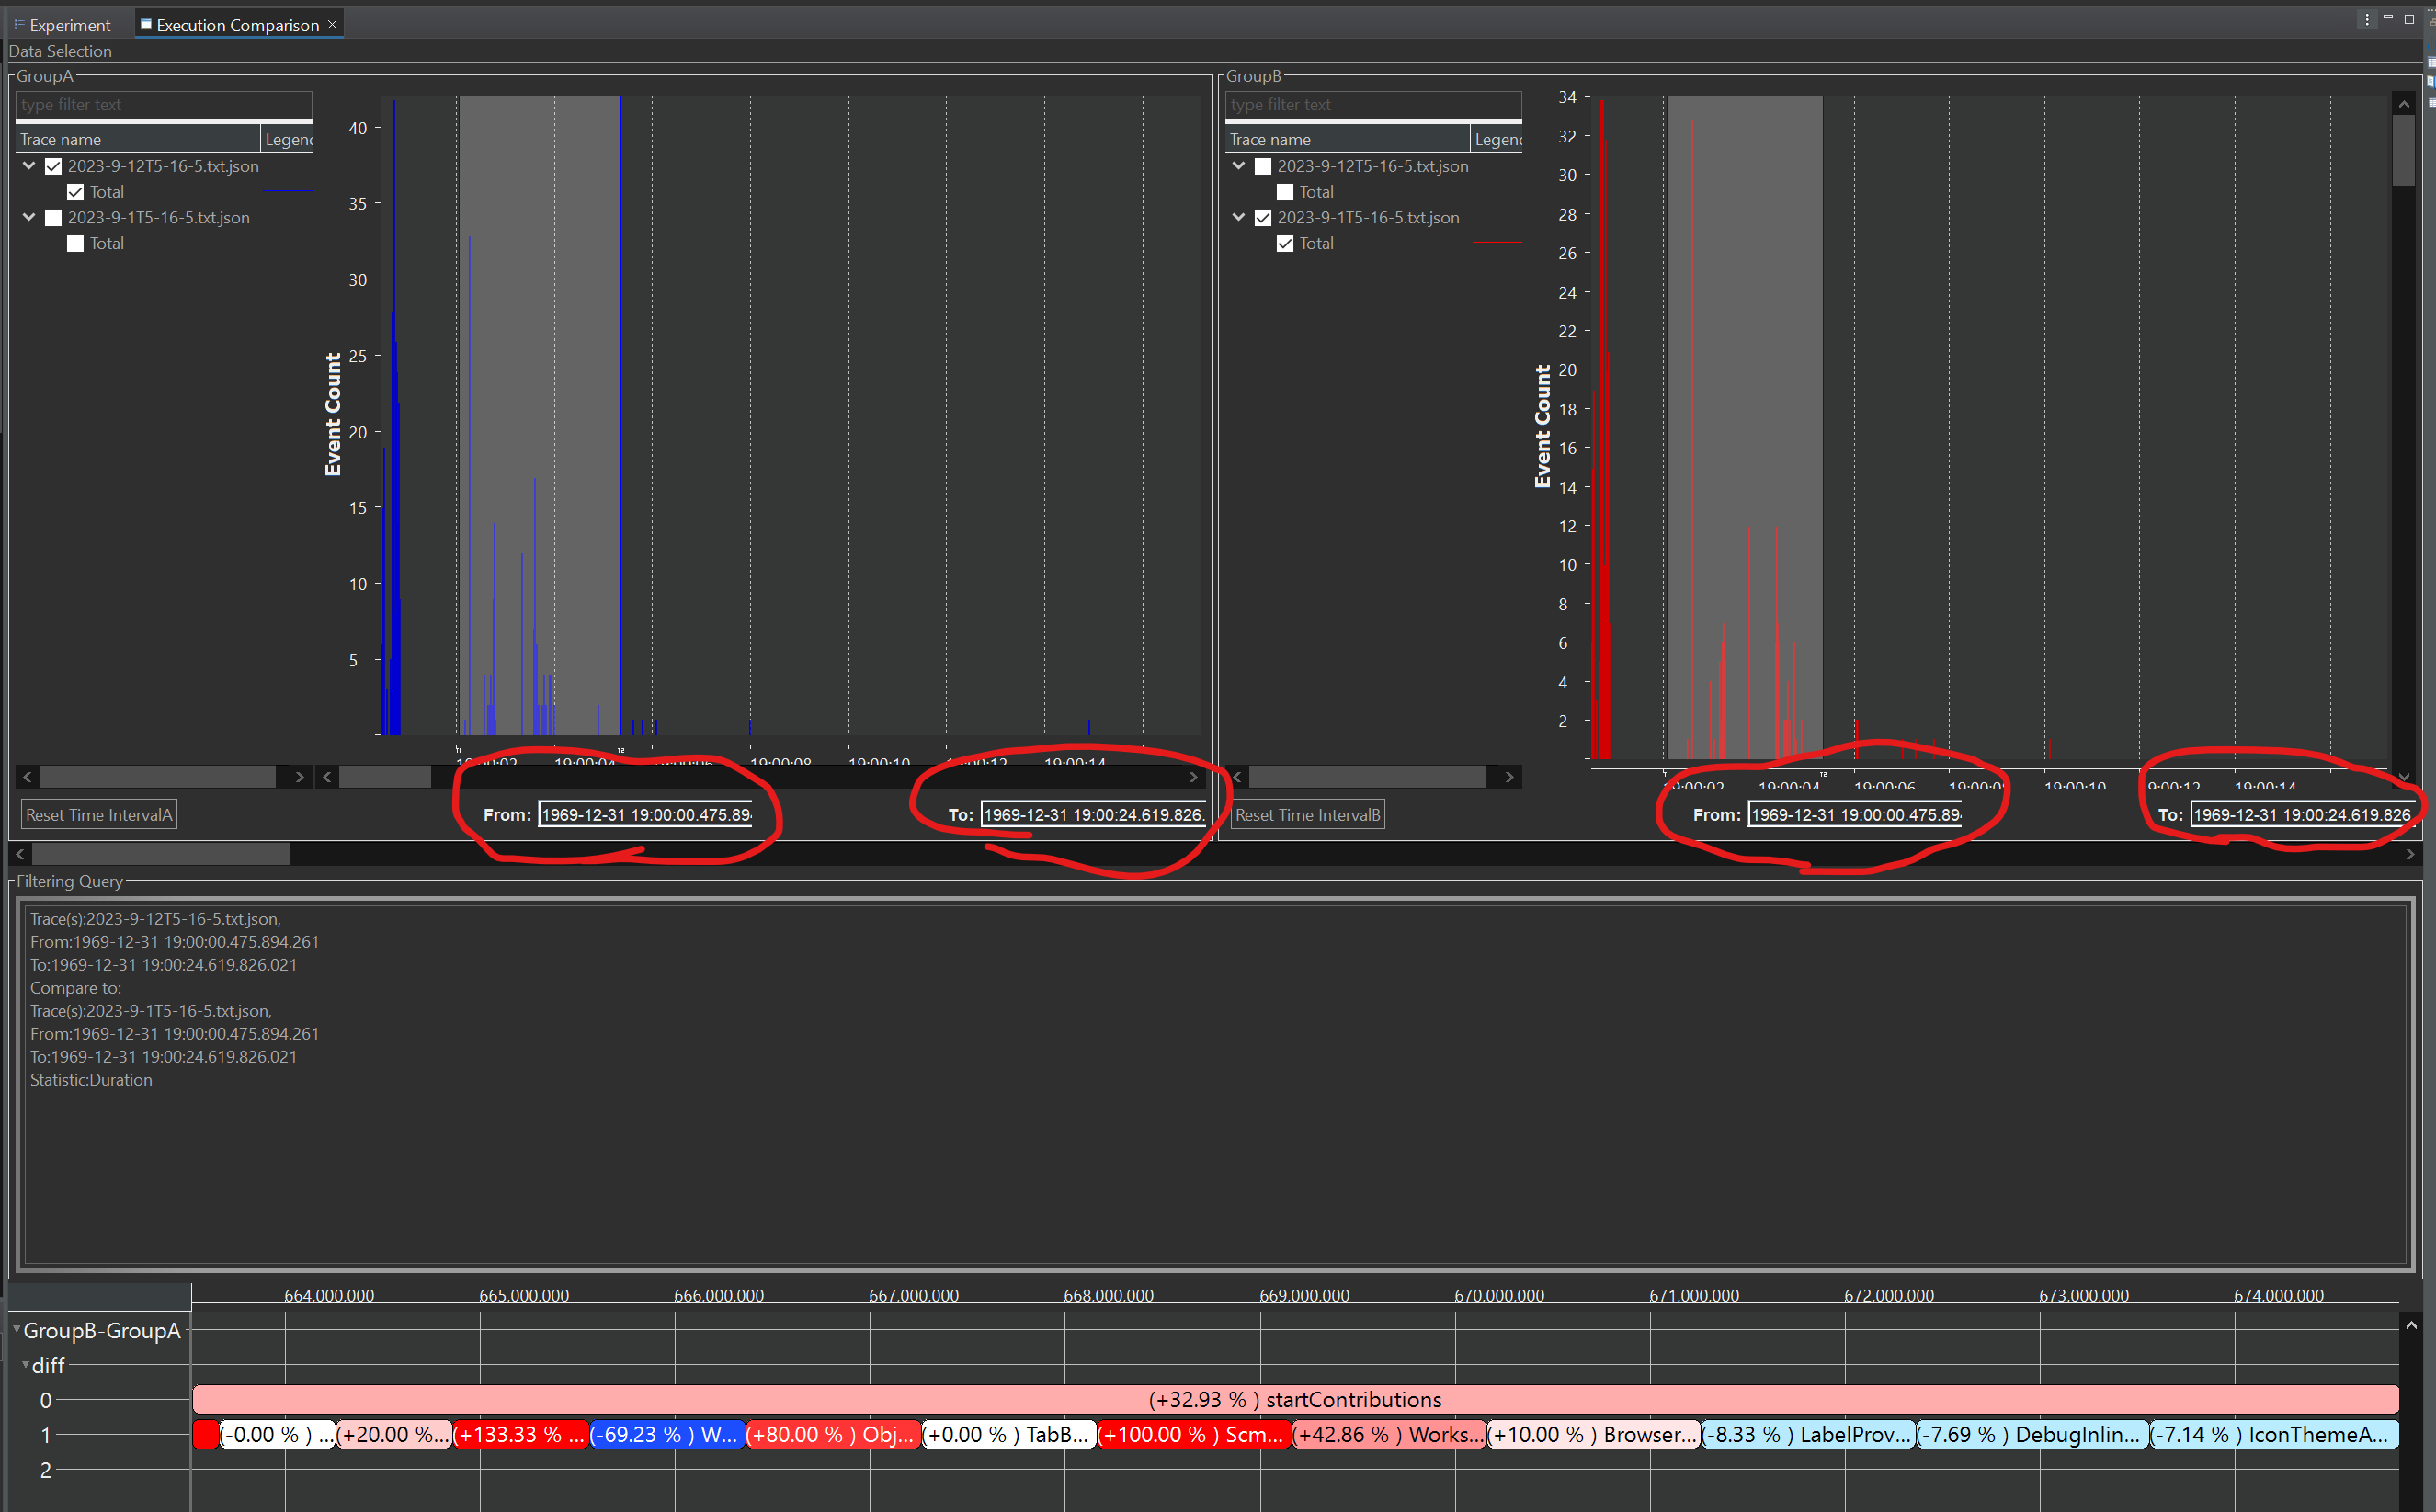 Experiment
Execution Comparison
Data Selection
GroupA
type filter text
Trace name Legend
2023-9-12T5-16-5.txt.json
Total
2023-9-1T5-16-5.txt.json
Total
Event Count
40
35
30
25
20
15
10
5
T1 T2
19:00:02 19:00:04 19:00:06 19:00:08 19:00:10 19:00:12 19:00:14
Reset Time IntervalA
From: 1969-12-31 19:00:00.475.89
To: 1969-12-31 19:00:24.619.826.
GroupB
type filter text
Trace name Legend
2023-9-12T5-16-5.txt.json
Total
2023-9-1T5-16-5.txt.json
Total
Event Count
34
32
30
28
26
24
22
20
18
16
14
12
10
8
6
4
2
T1 T2
19:00:02 19:00:04 19:00:06 19:00:08 19:00:10 19:00:12 19:00:14
Reset Time IntervalB
From: 1969-12-31 19:00:00.475.89
To: 1969-12-31 19:00:24.619.826
Filtering Query
Trace(s):2023-9-12T5-16-5.txt.json,
From:1969-12-31 19:00:00.475.894.261
To:1969-12-31 19:00:24.619.826.021
Compare to:
Trace(s):2023-9-1T5-16-5.txt.json,
From:1969-12-31 19:00:00.475.894.261
To:1969-12-31 19:00:24.619.826.021
Statistic:Duration
664,000,000 665,000,000 666,000,000 667,000,000 668,000,000 669,000,000 670,000,000 671,000,000 672,000,000 673,000,000 674,000,000
GroupB-GroupA
diff
0 (+32.93 % ) startContributions
1 (-0.00 % ) ... (+20.00 %... (+133.33 % ... (-69.23 % ) W... (+80.00 % ) Obj... (+0.00 % ) TabB... (+100.00 % ) Scm... (+42.86 % ) Works... (+10.00 % ) Browser... (-8.33 % ) LabelProv... (-7.69 % ) DebugInlin... (-7.14 % ) IconThemeA...
2